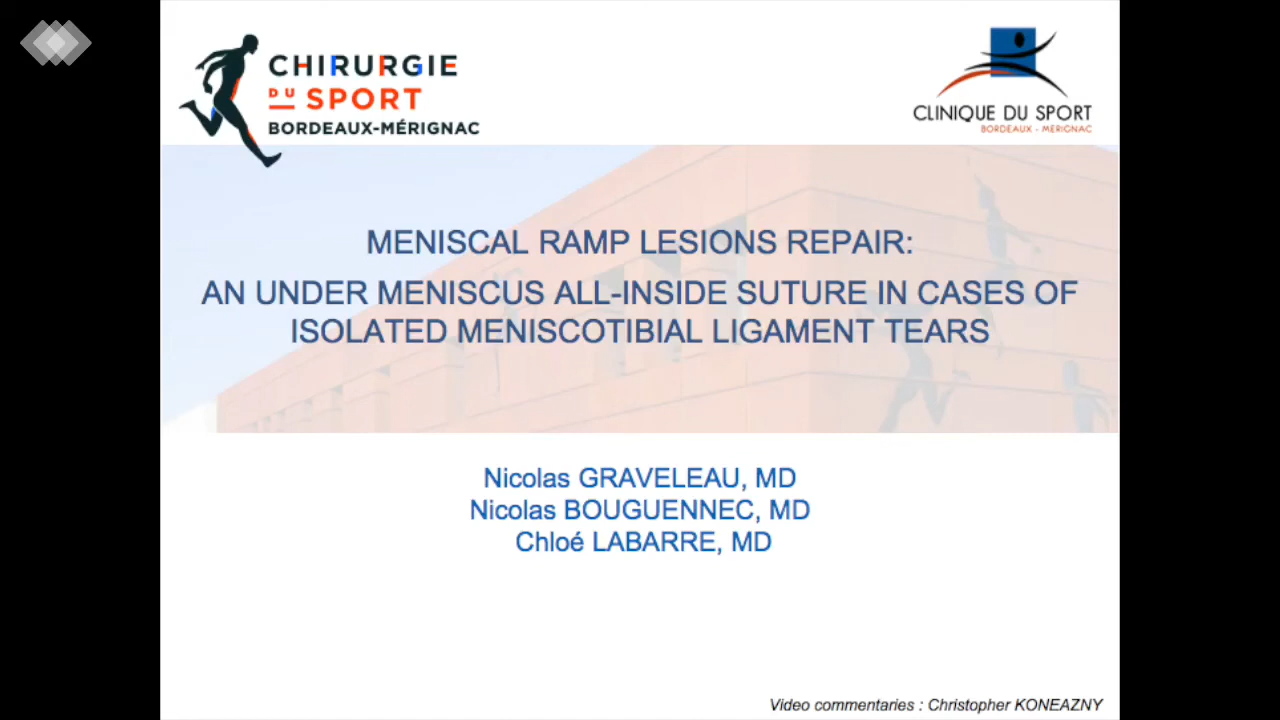 CHIRURGIE
DU SPORT
BORDEAUX-MÉRIGNAC
CLINIQUE DU SPORT
BORDEAUX - MERIGNAC
MENISCAL RAMP LESIONS REPAIR:
AN UNDER MENISCUS ALL-INSIDE SUTURE IN CASES OF
ISOLATED MENISCOTIBIAL LIGAMENT TEARS
Nicolas GRAVELEAU, MD
Nicolas BOUGUENNEC, MD
Chloé LABARRE, MD
Video commentaries : Christopher KONEAZNY